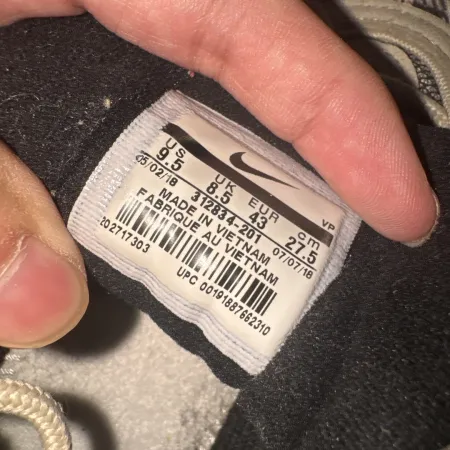 US UK EUR cm
9.5 8.5 43 27.5
VP
05/02/18 312834-201 07/07/18
MADE IN VIETNAM
FABRIQUE AU VIETNAM
202717303
UPC 00191887662310